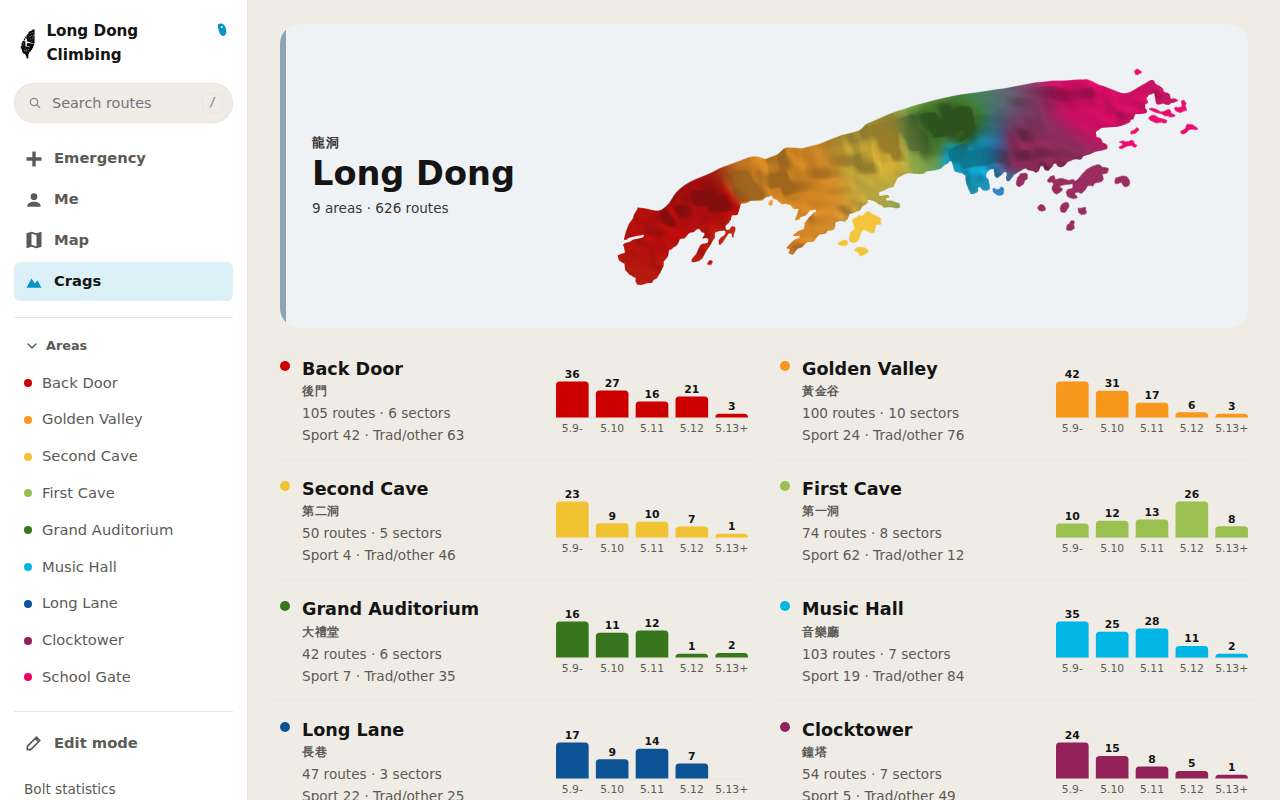 Long Dong
Climbing
Search routes /
Emergency
Me
Map
Crags
Areas
Back Door
Golden Valley
Second Cave
First Cave
Grand Auditorium
Music Hall
Long Lane
Clocktower
School Gate
Edit mode
Bolt statistics
龍洞
Long Dong
9 areas · 626 routes
Back Door
後門
105 routes · 6 sectors
Sport 42 · Trad/other 63
36 27 16 21 3
5.9- 5.10 5.11 5.12 5.13+
Golden Valley
黃金谷
100 routes · 10 sectors
Sport 24 · Trad/other 76
42 31 17 6 3
5.9- 5.10 5.11 5.12 5.13+
Second Cave
第二洞
50 routes · 5 sectors
Sport 4 · Trad/other 46
23 9 10 7 1
5.9- 5.10 5.11 5.12 5.13+
First Cave
第一洞
74 routes · 8 sectors
Sport 62 · Trad/other 12
10 12 13 26 8
5.9- 5.10 5.11 5.12 5.13+
Grand Auditorium
大禮堂
42 routes · 6 sectors
Sport 7 · Trad/other 35
16 11 12 1 2
5.9- 5.10 5.11 5.12 5.13+
Music Hall
音樂廳
103 routes · 7 sectors
Sport 19 · Trad/other 84
35 25 28 11 2
5.9- 5.10 5.11 5.12 5.13+
Long Lane
長巷
47 routes · 3 sectors
Sport 22 · Trad/other 25
17 9 14 7
5.9- 5.10 5.11 5.12 5.13+
Clocktower
鐘塔
54 routes · 7 sectors
Sport 5 · Trad/other 49
24 15 8 5 1
5.9- 5.10 5.11 5.12 5.13+